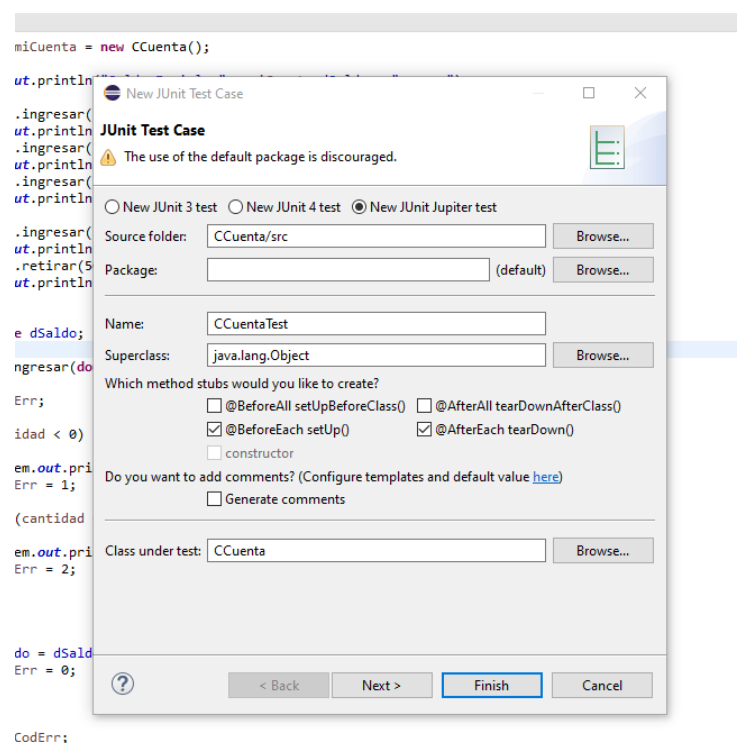 miCuenta = new CCuenta();
ut.println
New JUnit Test Case
.ingresar(
ut.println
JUnit Test Case
.ingresar(
ut.println
The use of the default package is discouraged.
.ingresar(
ut.println
New JUnit 3 test New JUnit 4 test New JUnit Jupiter test
.ingresar(
Source folder: CCuenta/src Browse...
ut.println
.retirar(5
Package: (default) Browse...
ut.println
Name: CCuentaTest
e dSaldo;
Superclass: java.lang.Object Browse...
ngresar(do
Which method stubs would you like to create?
Err;
@BeforeAll setUpBeforeClass() @AfterAll tearDownAfterClass()
idad < 0)
@BeforeEach setUp() @AfterEach tearDown()
constructor
em.out.pri
Do you want to add comments? (Configure templates and default value here)
Err = 1;
Generate comments
(cantidad
em.out.pri
Class under test: CCuenta Browse...
Err = 2;
do = dSald
Err = 0;
< Back Next > Finish Cancel
CodErr;